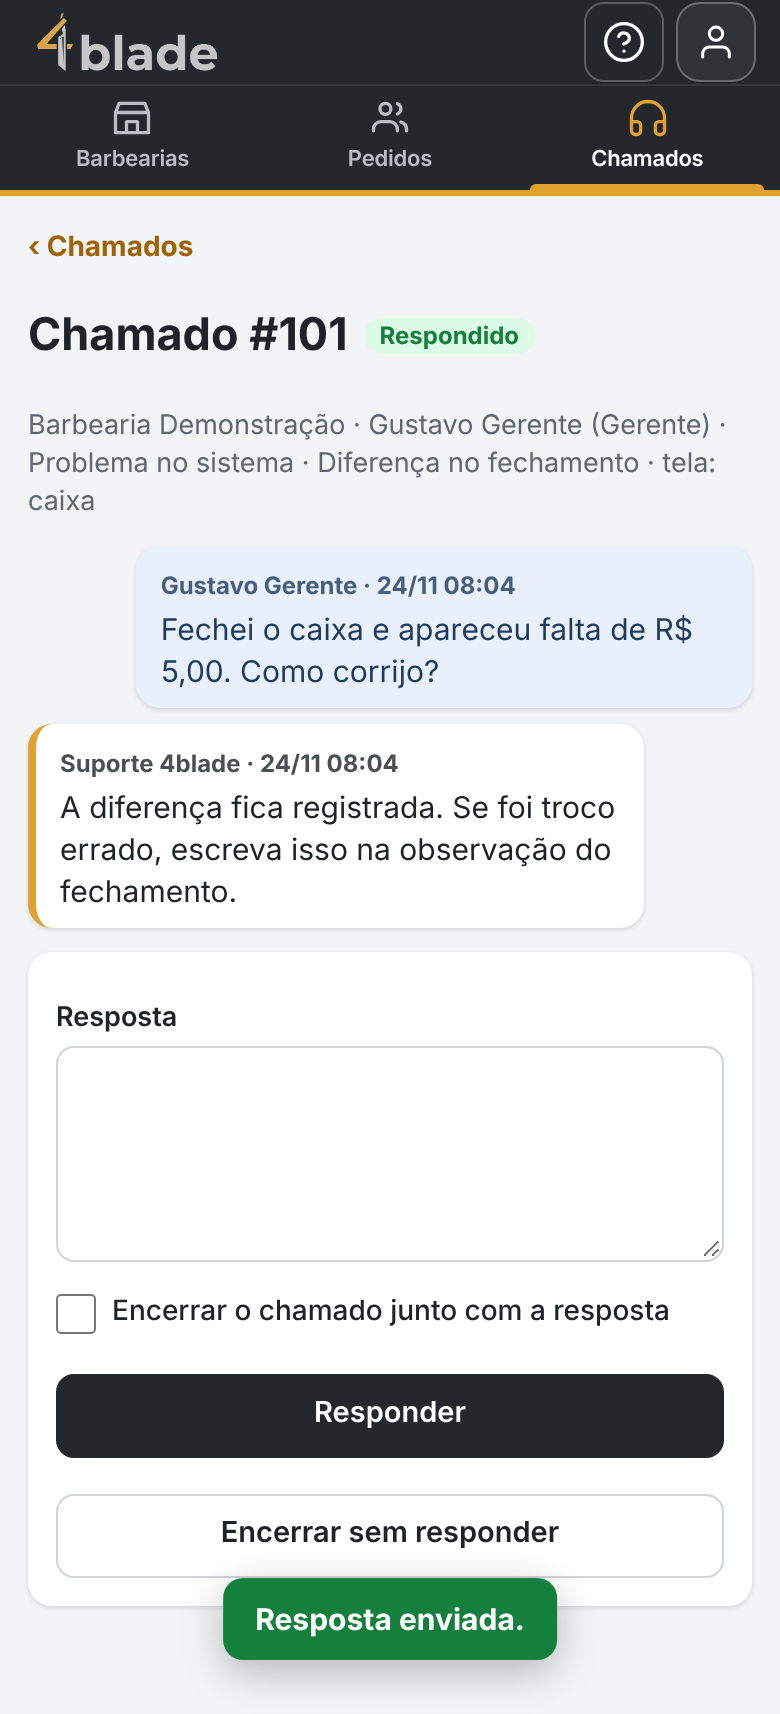 4blade
Barbearias
Pedidos
Chamados
‹ Chamados
Chamado #101
Respondido
Barbearia Demonstração · Gustavo Gerente (Gerente) ·
Problema no sistema · Diferença no fechamento · tela:
caixa
Gustavo Gerente · 24/11 08:04
Fechei o caixa e apareceu falta de R$
5,00. Como corrijo?
Suporte 4blade · 24/11 08:04
A diferença fica registrada. Se foi troco
errado, escreva isso na observação do
fechamento.
Resposta
Encerrar o chamado junto com a resposta
Responder
Encerrar sem responder
Resposta enviada.